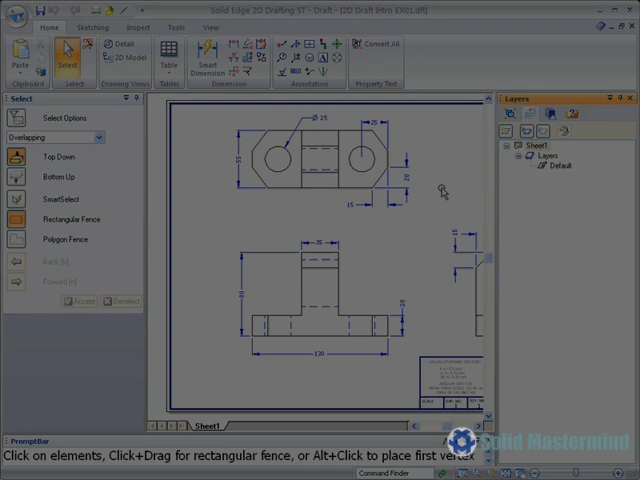 Solid Edge 2D Drafting ST - Draft - [2D Draft Intro EX01.dft]
Home Sketching Inspect Tools View
Paste
Select
Detail
2D Model
Table
Smart
Dimension
A
Convert All
Clipboard Select Drawing Views Tables Dimension Annotation Property Text
Select
Select Options
Overlapping
Top Down
Bottom Up
SmartSelect
Rectangular Fence
Polygon Fence
Back [b]
Forward [n]
Accept Deselect
Ø 25
25
55
20
15
35
15
80
20
130
Layers
Sheet1
Layers
Default
Sheet1
PromptBar
Click on elements, Click+Drag for rectangular fence, or Alt+Click to place first vertex
Solid Mastermind
Command Finder